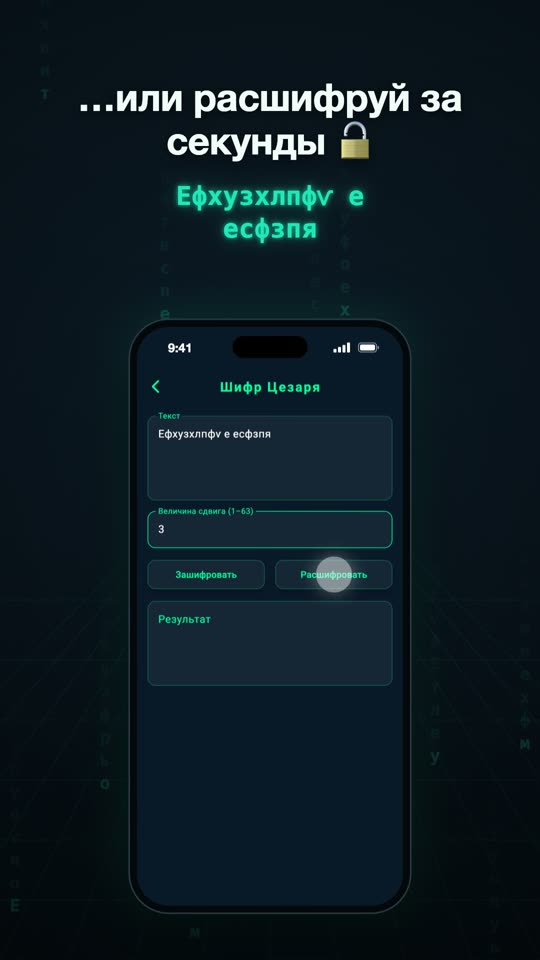 ...или расшифруй за
секунды 🔒
Ефхузхлпфѵ е
есфзпя
9:41
Шифр Цезаря
Текст
Ефхузхлпфѵ е есфзпя
Величина сдвига (1–63)
3
Зашифровать
Расшифровать
Результат